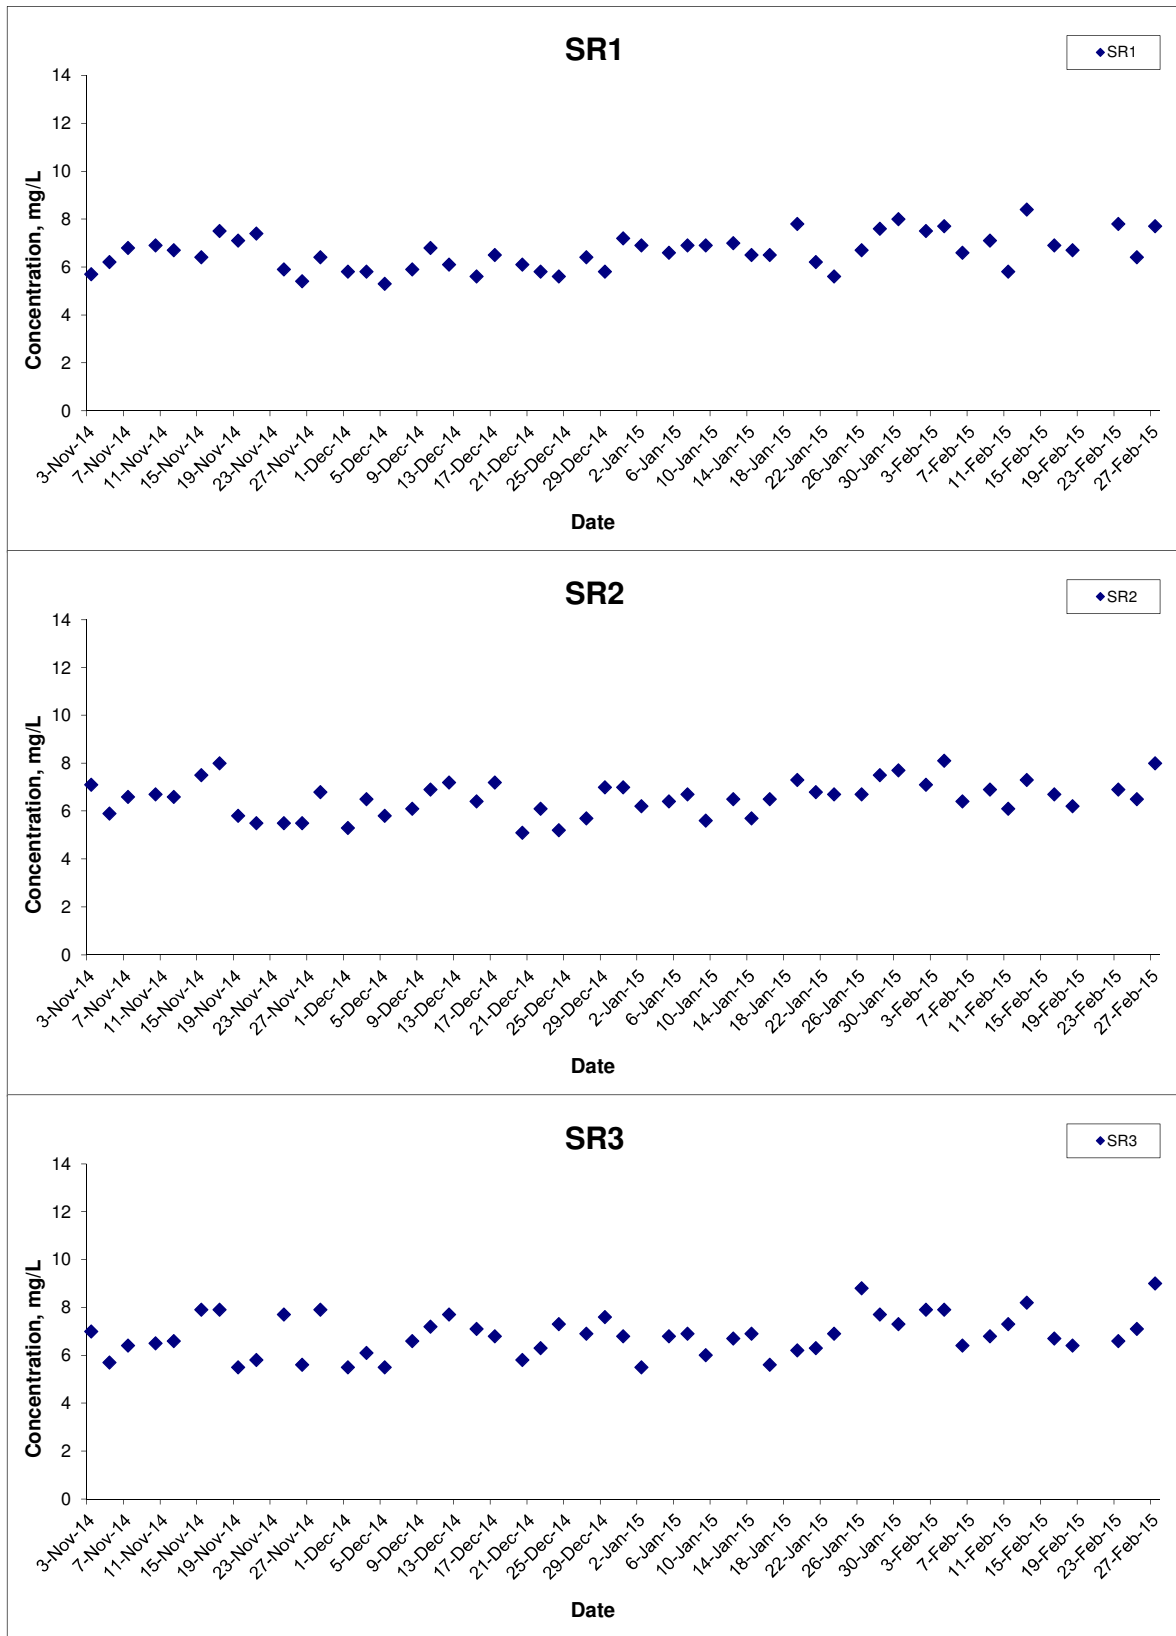 SR1
SR1
14
12
10
8
6
4
2
0
Concentration, mg/L
3-Nov-14 7-Nov-14 11-Nov-14 15-Nov-14 19-Nov-14 23-Nov-14 27-Nov-14 1-Dec-14 5-Dec-14 9-Dec-14 13-Dec-14 17-Dec-14 21-Dec-14 25-Dec-14 29-Dec-14 2-Jan-15 6-Jan-15 10-Jan-15 14-Jan-15 18-Jan-15 22-Jan-15 26-Jan-15 30-Jan-15 3-Feb-15 7-Feb-15 11-Feb-15 15-Feb-15 19-Feb-15 23-Feb-15 27-Feb-15
Date
SR2
SR2
14
12
10
8
6
4
2
0
Concentration, mg/L
3-Nov-14 7-Nov-14 11-Nov-14 15-Nov-14 19-Nov-14 23-Nov-14 27-Nov-14 1-Dec-14 5-Dec-14 9-Dec-14 13-Dec-14 17-Dec-14 21-Dec-14 25-Dec-14 29-Dec-14 2-Jan-15 6-Jan-15 10-Jan-15 14-Jan-15 18-Jan-15 22-Jan-15 26-Jan-15 30-Jan-15 3-Feb-15 7-Feb-15 11-Feb-15 15-Feb-15 19-Feb-15 23-Feb-15 27-Feb-15
Date
SR3
SR3
14
12
10
8
6
4
2
0
Concentration, mg/L
3-Nov-14 7-Nov-14 11-Nov-14 15-Nov-14 19-Nov-14 23-Nov-14 27-Nov-14 1-Dec-14 5-Dec-14 9-Dec-14 13-Dec-14 17-Dec-14 21-Dec-14 25-Dec-14 29-Dec-14 2-Jan-15 6-Jan-15 10-Jan-15 14-Jan-15 18-Jan-15 22-Jan-15 26-Jan-15 30-Jan-15 3-Feb-15 7-Feb-15 11-Feb-15 15-Feb-15 19-Feb-15 23-Feb-15 27-Feb-15
Date